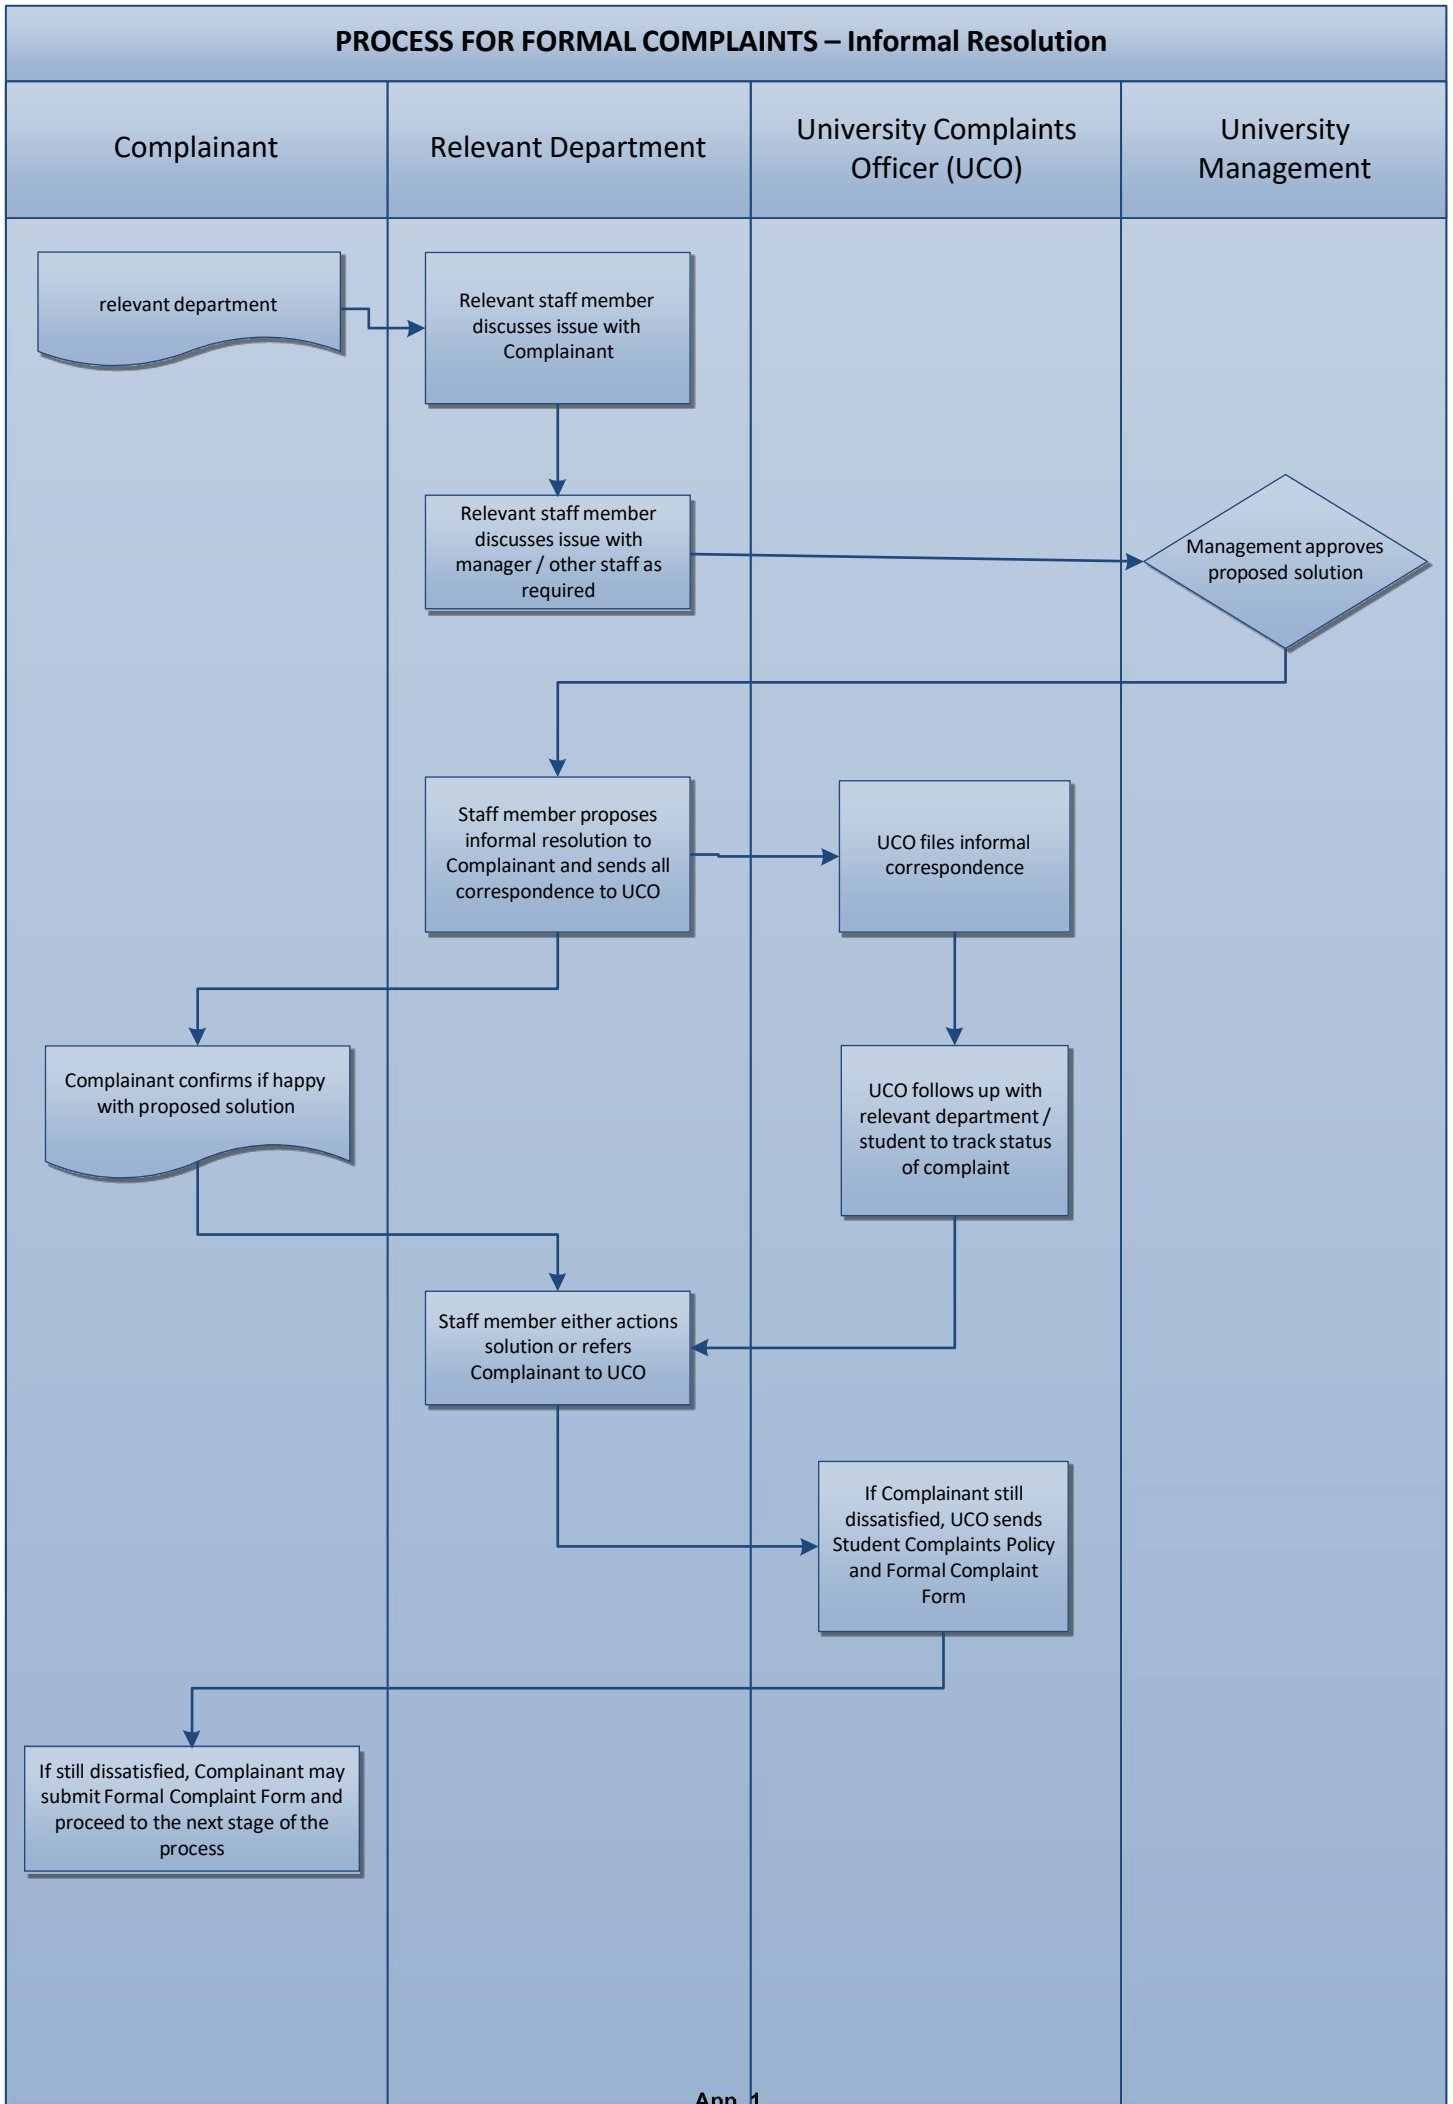 PROCESS FOR FORMAL COMPLAINTS – Informal Resolution
Complainant
Relevant Department
University Complaints
Officer (UCO)
University
Management
relevant department
Relevant staff member
discusses issue with
Complainant
Relevant staff member
discusses issue with
manager / other staff as
required
Management approves
proposed solution
Staff member proposes
informal resolution to
Complainant and sends all
correspondence to UCO
UCO files informal
correspondence
Complainant confirms if happy
with proposed solution
UCO follows up with
relevant department /
student to track status
of complaint
Staff member either actions
solution or refers
Complainant to UCO
If Complainant still
dissatisfied, UCO sends
Student Complaints Policy
and Formal Complaint
Form
If still dissatisfied, Complainant may
submit Formal Complaint Form and
proceed to the next stage of the
process
App. 1